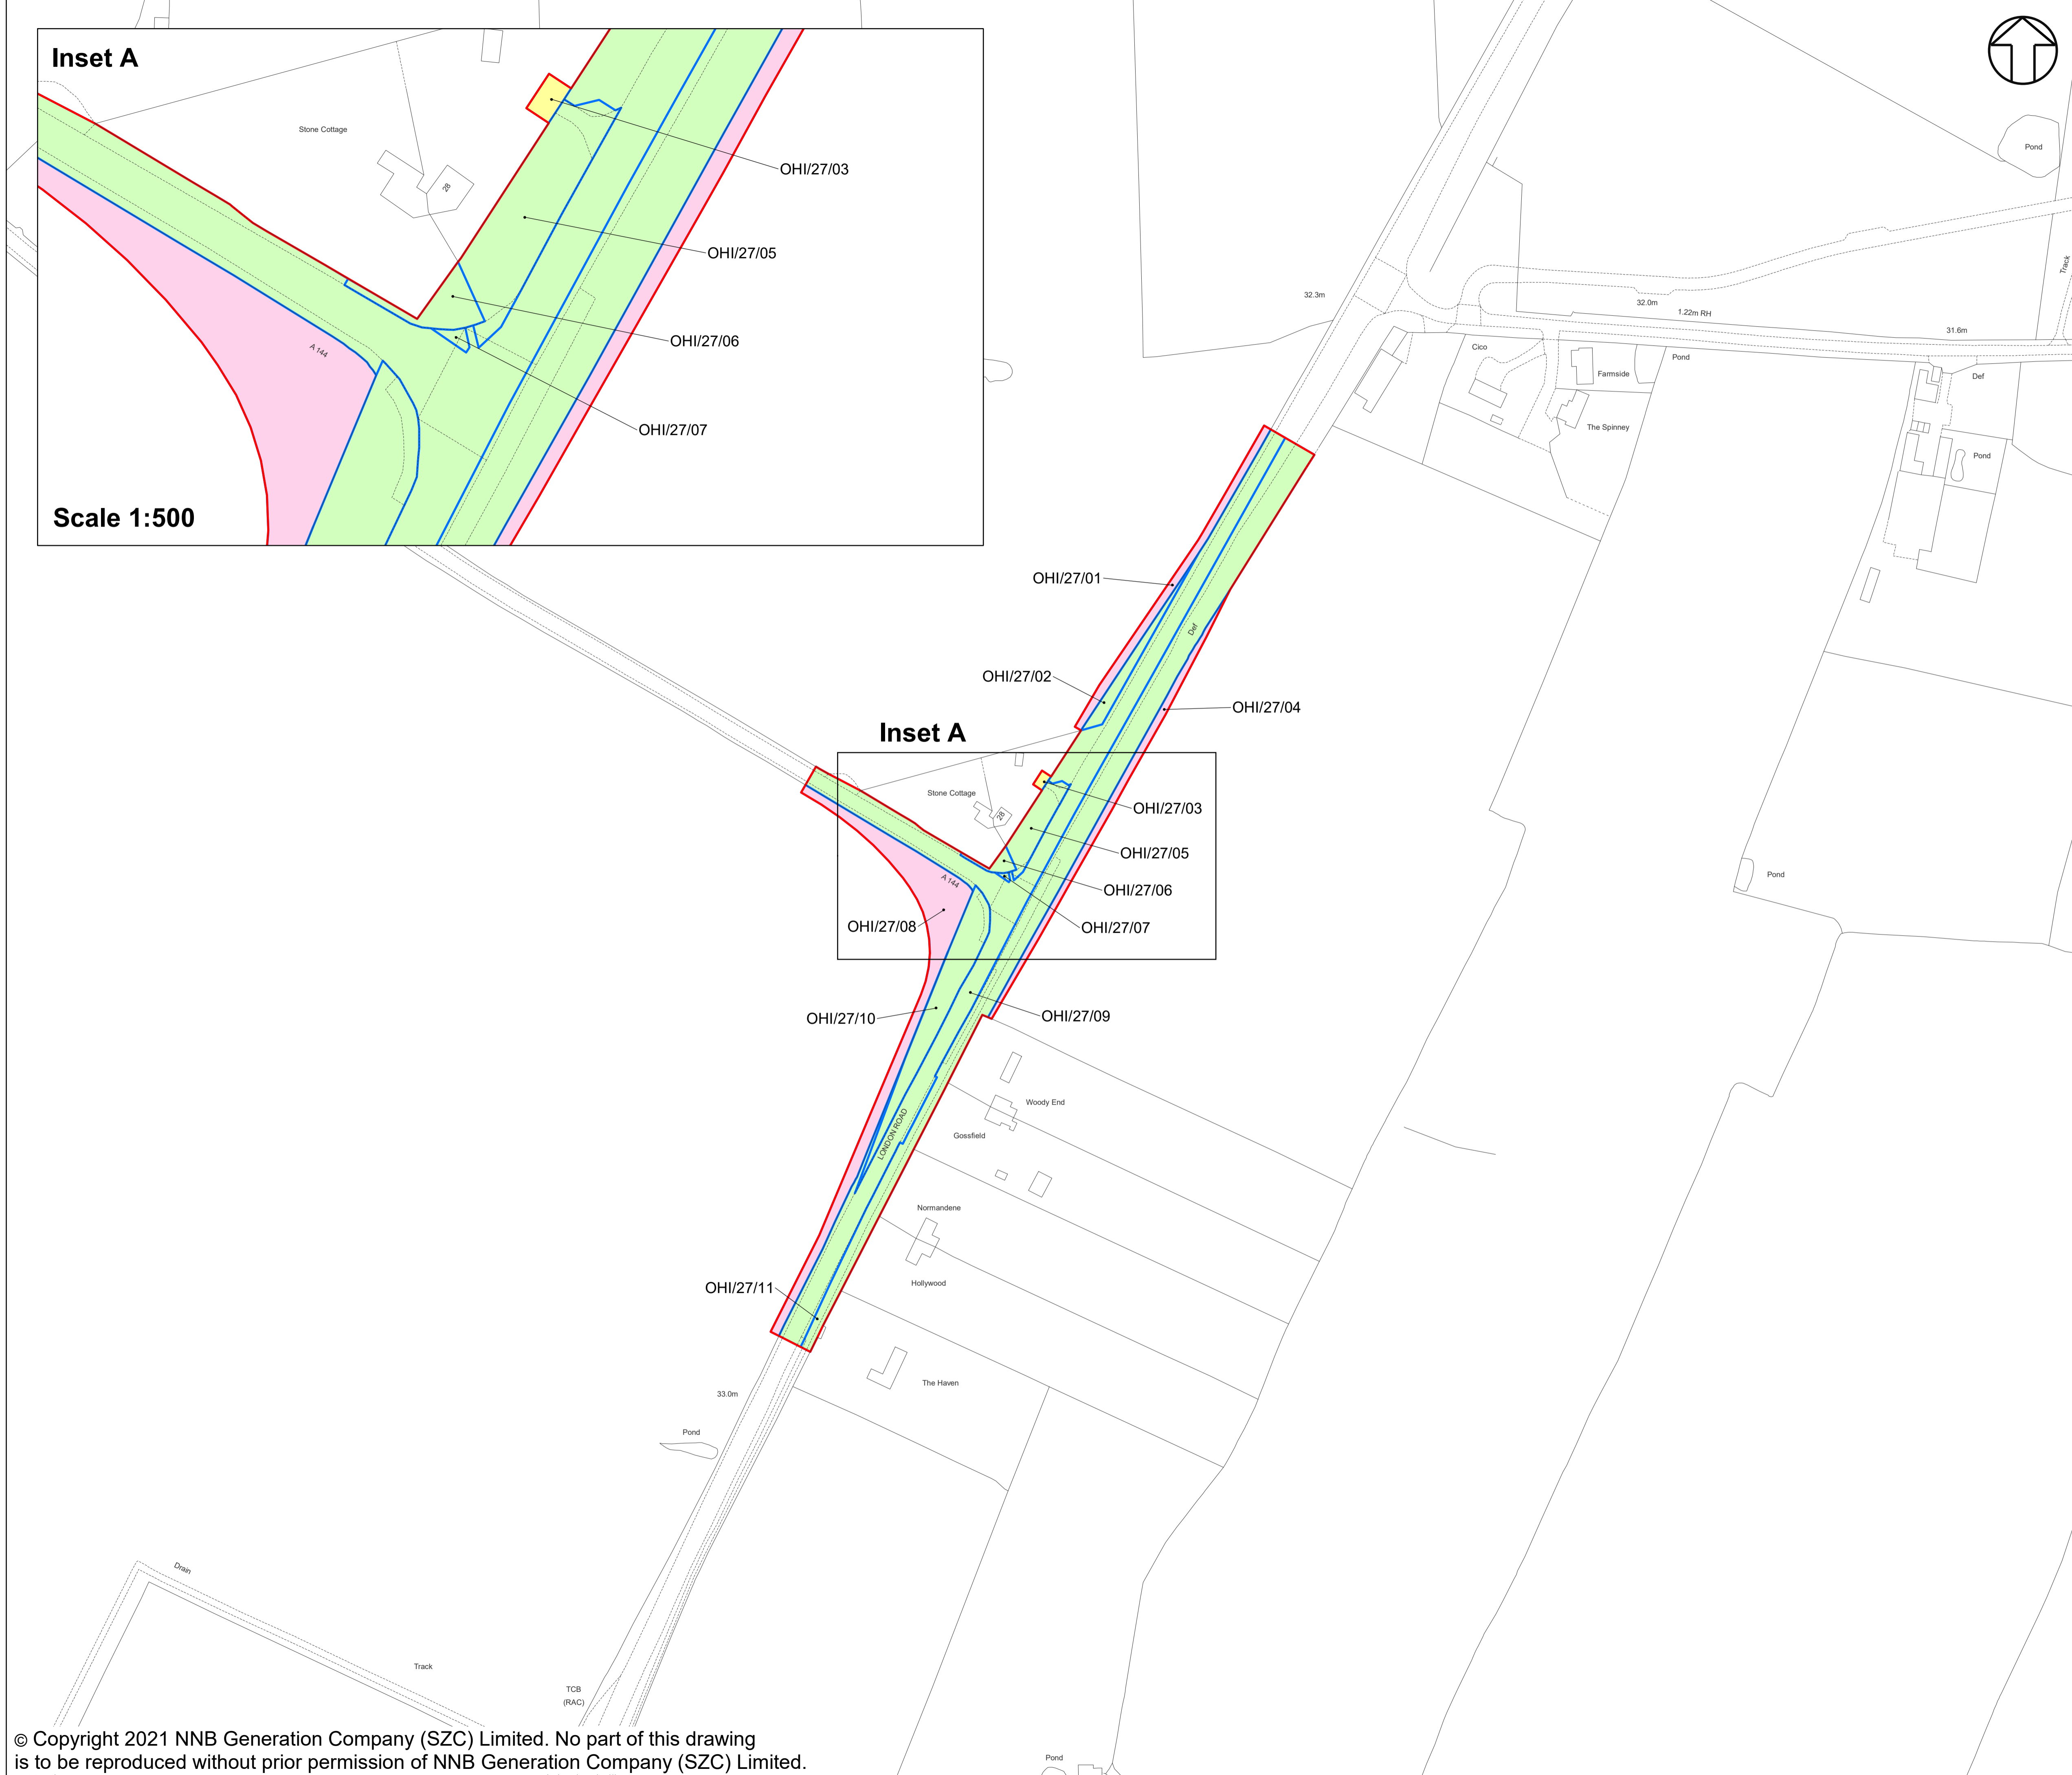 Inset A
Stone Cottage
28
OHI/27/03
OHI/27/05
OHI/27/06
A 144
OHI/27/07
Scale 1:500
Pond
Track
32.3m
32.0m
1.22m RH
31.6m
Cico
Pond
Farmside
Def
The Spinney
Pond
OHI/27/01
Def
OHI/27/02
OHI/27/04
Inset A
Stone Cottage
28
OHI/27/03
OHI/27/05
Pond
A 144
OHI/27/06
OHI/27/08
OHI/27/07
OHI/27/10
OHI/27/09
Woody End
LONDON ROAD
Gossfield
Normandene
Hollywood
OHI/27/11
The Haven
33.0m
Pond
Drain
Track
TCB
(RAC)
© Copyright 2021 NNB Generation Company (SZC) Limited. No part of this drawing
is to be reproduced without prior permission of NNB Generation Company (SZC) Limited.
Pond